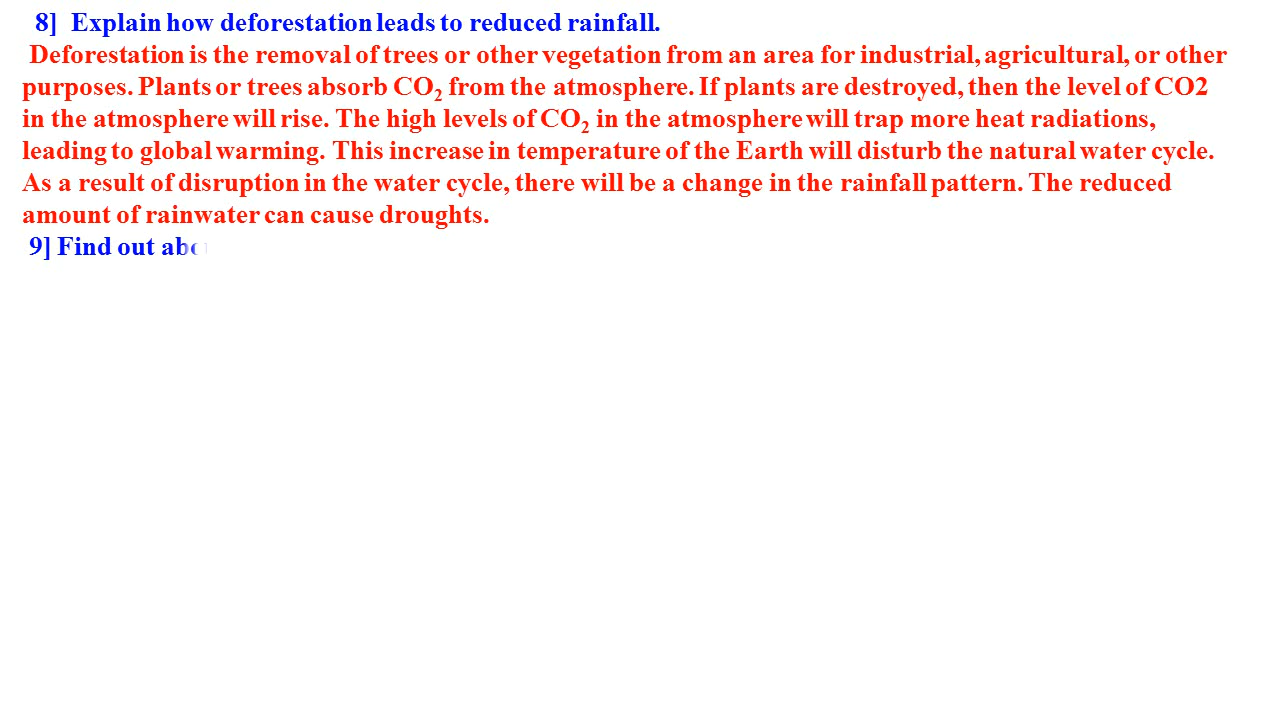 8] Explain how deforestation leads to reduced rainfall.
Deforestation is the removal of trees or other vegetation from an area for industrial, agricultural, or other
purposes. Plants or trees absorb CO₂ from the atmosphere. If plants are destroyed, then the level of CO2
in the atmosphere will rise. The high levels of CO₂ in the atmosphere will trap more heat radiations,
leading to global warming. This increase in temperature of the Earth will disturb the natural water cycle.
As a result of disruption in the water cycle, there will be a change in the rainfall pattern. The reduced
amount of rainwater can cause droughts.
9] Find out